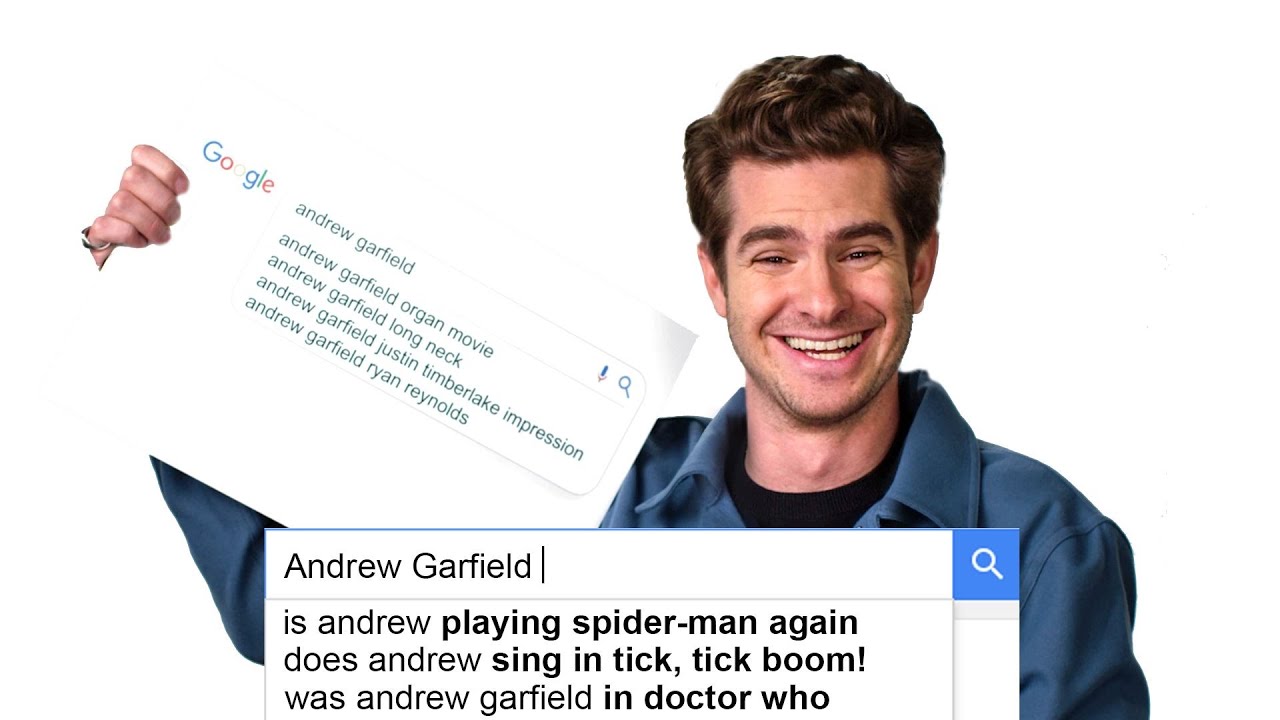 Google
andrew garfield
andrew garfield organ movie
andrew garfield long neck
andrew garfield justin timberlake impression
andrew garfield ryan reynolds
Andrew Garfield
is andrew playing spider-man again
does andrew sing in tick, tick boom!
was andrew garfield in doctor who